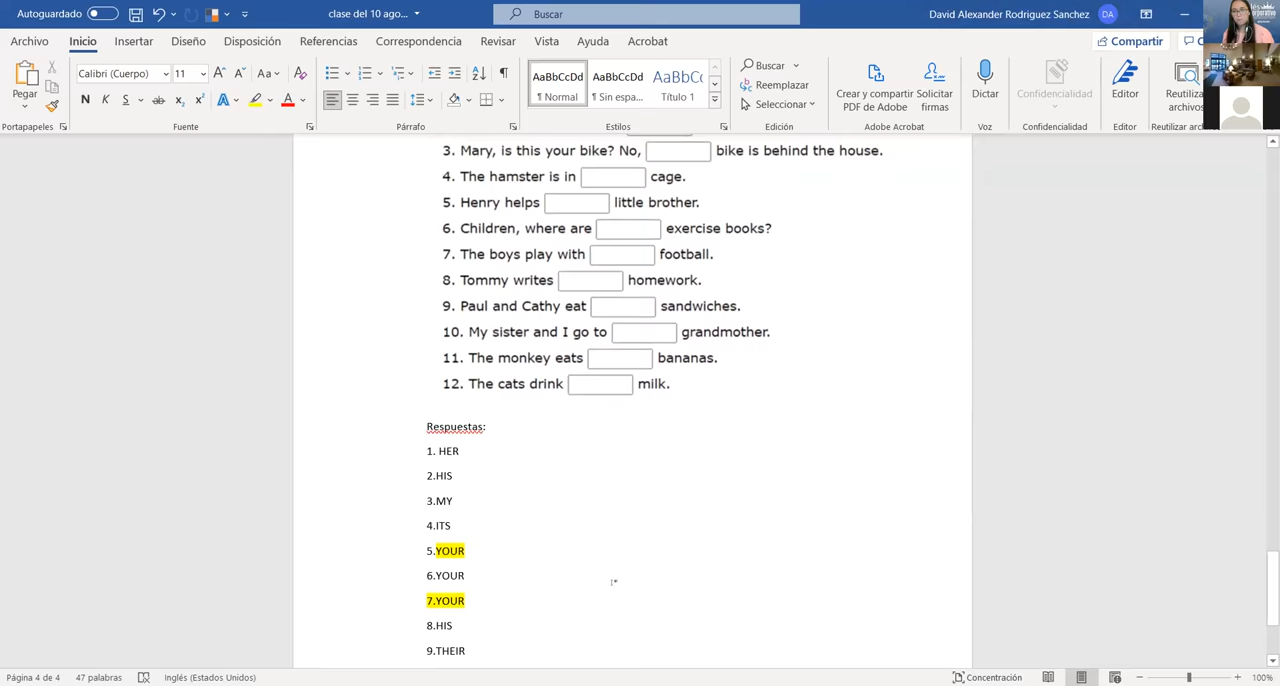 Autoguardado
clase del 10 ago...
Buscar
David Alexander Rodriguez Sanchez
DA
Archivo
Inicio
Insertar
Diseño
Disposición
Referencias
Correspondencia
Revisar
Vista
Ayuda
Acrobat
Compartir
Pegar
Calibri (Cuerpo)
11
AaBbCcDd
AaBbCcDd
AaBbC(
¶ Normal
¶ Sin espa...
Título 1
Buscar
Reemplazar
Seleccionar
Crear y compartir
PDF de Adobe
Solicitar
firmas
Dictar
Confidencialidad
Editor
Reutiliza
archivos
Portapapeles
Fuente
Párrafo
Estilos
Edición
Adobe Acrobat
Voz
Confidencialidad
Editor
Reutilizar arch
3. Mary, is this your bike? No, bike is behind the house.
4. The hamster is in cage.
5. Henry helps little brother.
6. Children, where are exercise books?
7. The boys play with football.
8. Tommy writes homework.
9. Paul and Cathy eat sandwiches.
10. My sister and I go to grandmother.
11. The monkey eats bananas.
12. The cats drink milk.
Respuestas:
1. HER
2.HIS
3.MY
4.ITS
5.YOUR
6.YOUR
7.YOUR
8.HIS
9.THEIR
Página 4 de 4
47 palabras
Inglés (Estados Unidos)
Concentración
100%